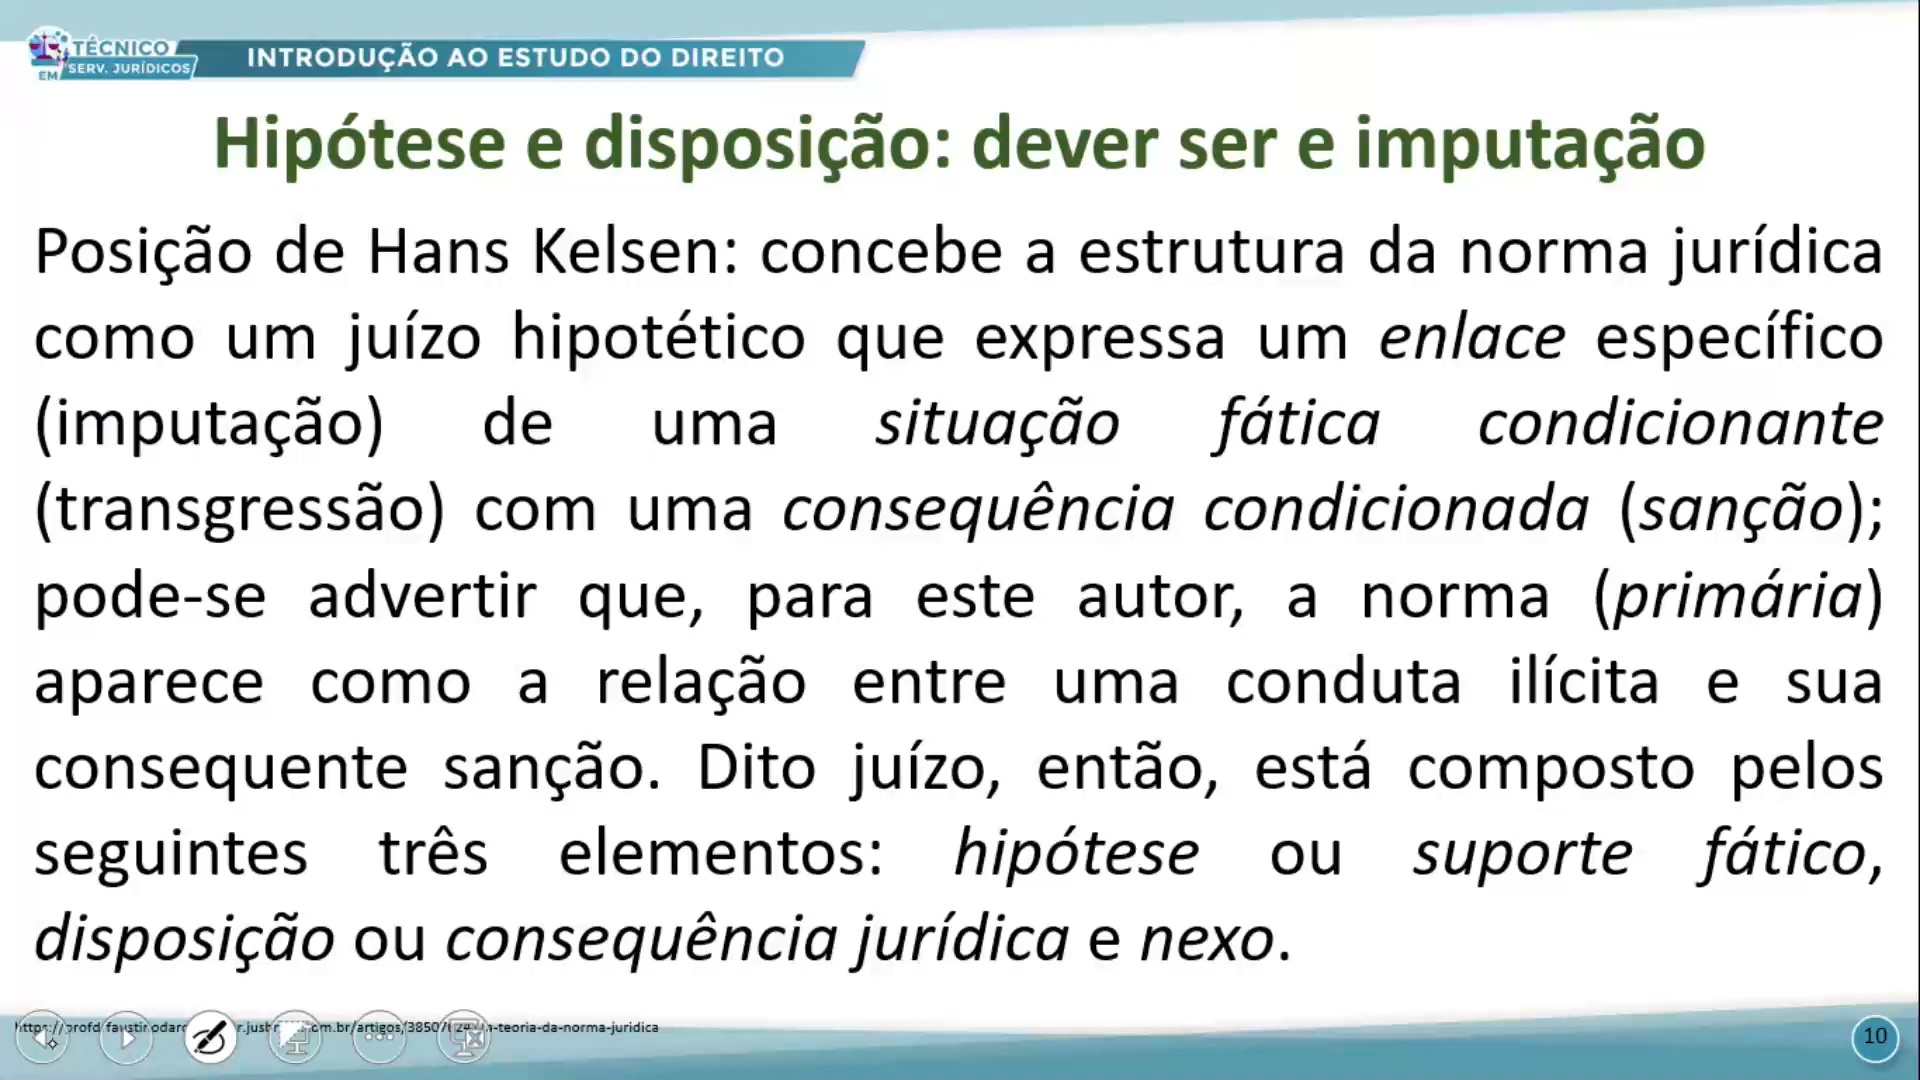 TÉCNICO
EM SERV. JURÍDICOS
INTRODUÇÃO AO ESTUDO DO DIREITO
Hipótese e disposição: dever ser e imputação
Posição de Hans Kelsen: concebe a estrutura da norma jurídica
como um juízo hipotético que expressa um enlace específico
(imputação) de uma situação fática condicionante
(transgressão) com uma consequência condicionada (sanção);
pode-se advertir que, para este autor, a norma (primária)
aparece como a relação entre uma conduta ilícita e sua
consequente sanção. Dito juízo, então, está composto pelos
seguintes três elementos: hipótese ou suporte fático,
disposição ou consequência jurídica e nexo.
10